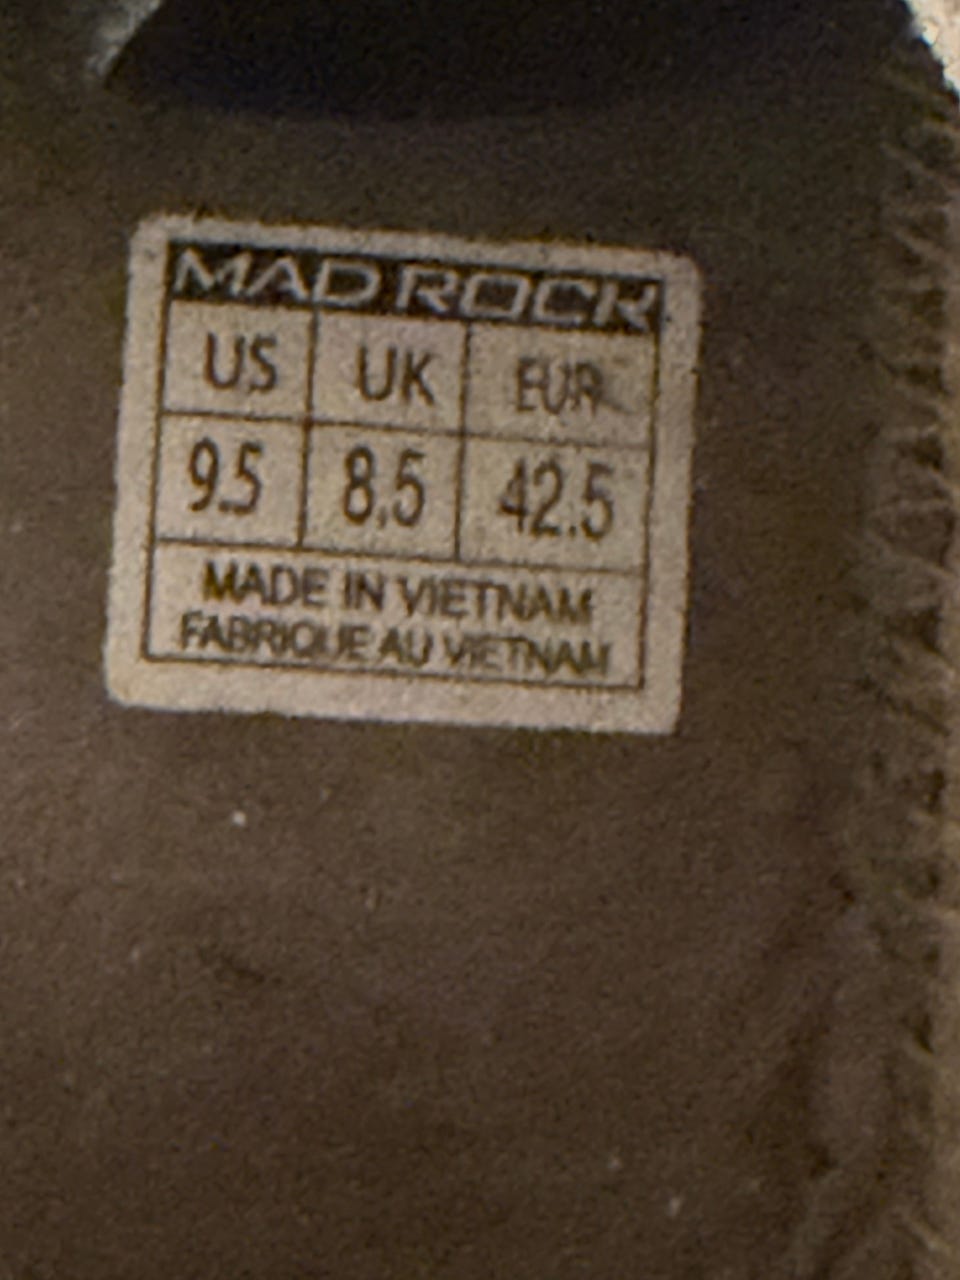 MAD ROCK
US UK EUR
9.5 8.5 42.5
MADE IN VIETNAM
FABRIQUE AU VIETNAM